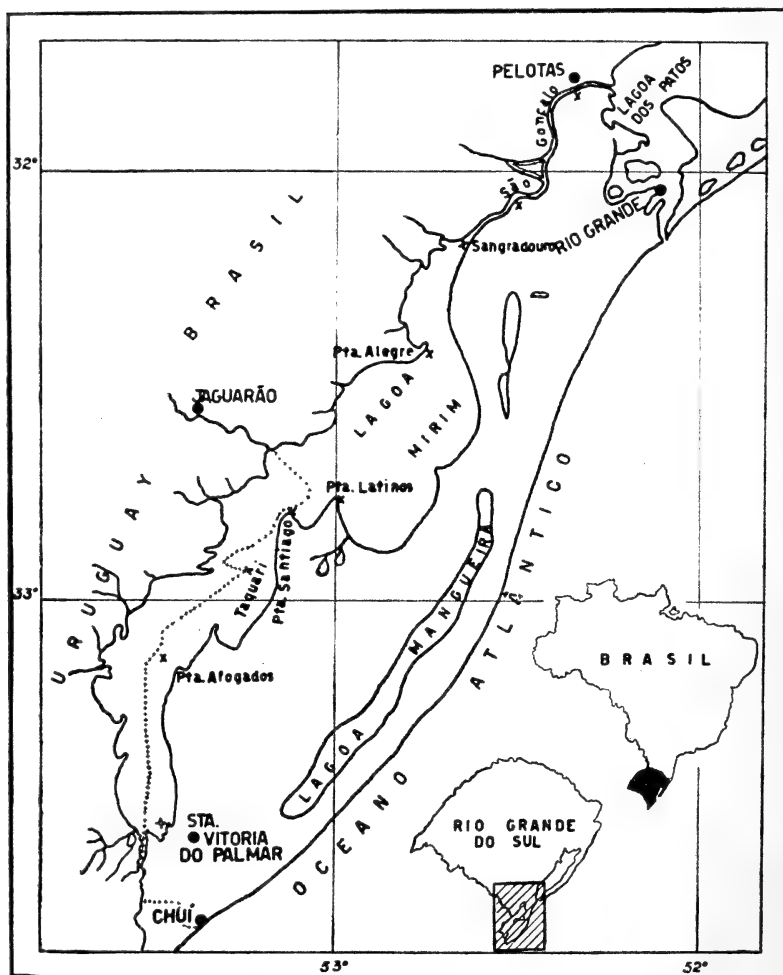 PELOTAS
LAGOA
DOS PATOS
Gonçalo
32°
São
RIO GRANDE
Sangradouro
BRASIL
Pta. Alegre
JAGUARÃO
LAGOA
MIRIM
Pta. Latinos
URUGUAY
Taquari
Pta. Santiago
33°
LAGOA MANGUEIRA
OCEANO ATLÂNTICO
Pta. Afogados
BRASIL
STA.
VITORIA
DO PALMAR
RIO GRANDE
DO SUL
CHUÍ
53°
52°